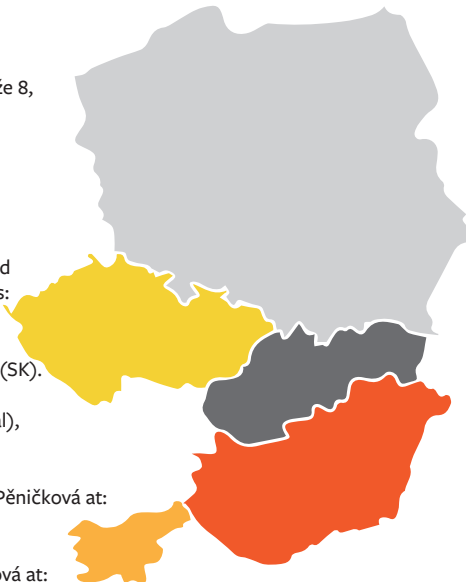 že 8,
d
s:
(SK).
l),
Pěničková at:
ová at: